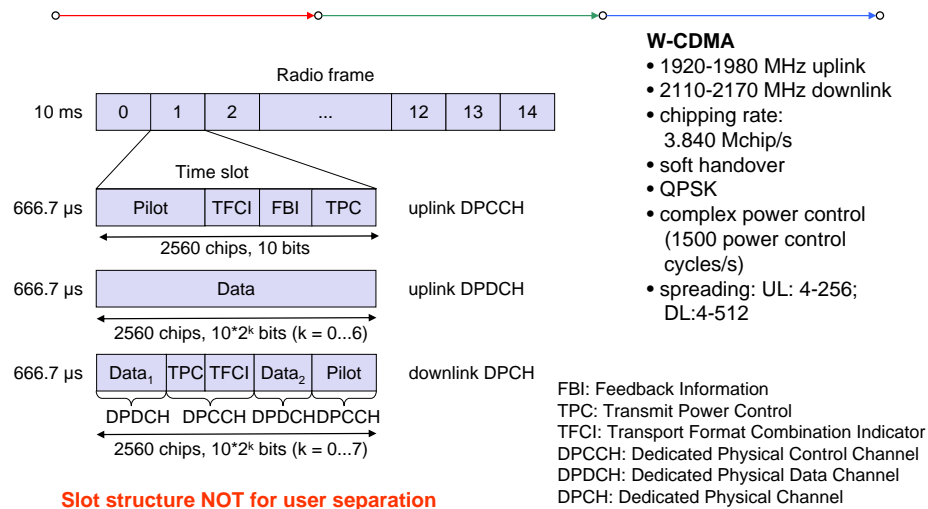 Radio frame
10 ms 0 1 2 ... 12 13 14
Time slot
666.7 µs Pilot TFCI FBI TPC uplink DPCCH
2560 chips, 10 bits
666.7 µs Data uplink DPDCH
2560 chips, 10*2ᵏ bits (k = 0...6)
666.7 µs Data₁ TPC TFCI Data₂ Pilot downlink DPCH
DPDCH DPCCH DPDCH DPCCH
2560 chips, 10*2ᵏ bits (k = 0...7)
Slot structure NOT for user separation
W-CDMA
• 1920-1980 MHz uplink
• 2110-2170 MHz downlink
• chipping rate:
3.840 Mchip/s
• soft handover
• QPSK
• complex power control
(1500 power control
cycles/s)
• spreading: UL: 4-256;
DL:4-512
FBI: Feedback Information
TPC: Transmit Power Control
TFCI: Transport Format Combination Indicator
DPCCH: Dedicated Physical Control Channel
DPDCH: Dedicated Physical Data Channel
DPCH: Dedicated Physical Channel